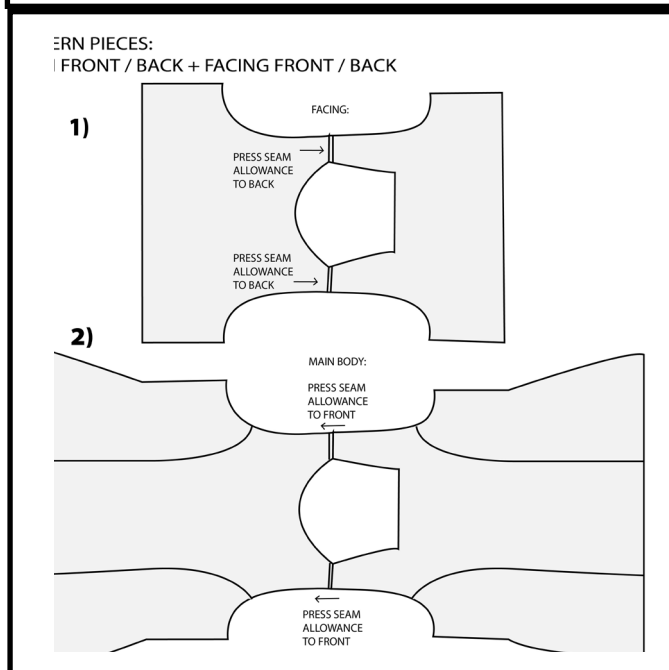 ERN PIECES:
FRONT / BACK + FACING FRONT / BACK
1)
FACING:
PRESS SEAM
ALLOWANCE
TO BACK
PRESS SEAM
ALLOWANCE
TO BACK
2)
MAIN BODY:
PRESS SEAM
ALLOWANCE
TO FRONT
PRESS SEAM
ALLOWANCE
TO FRONT